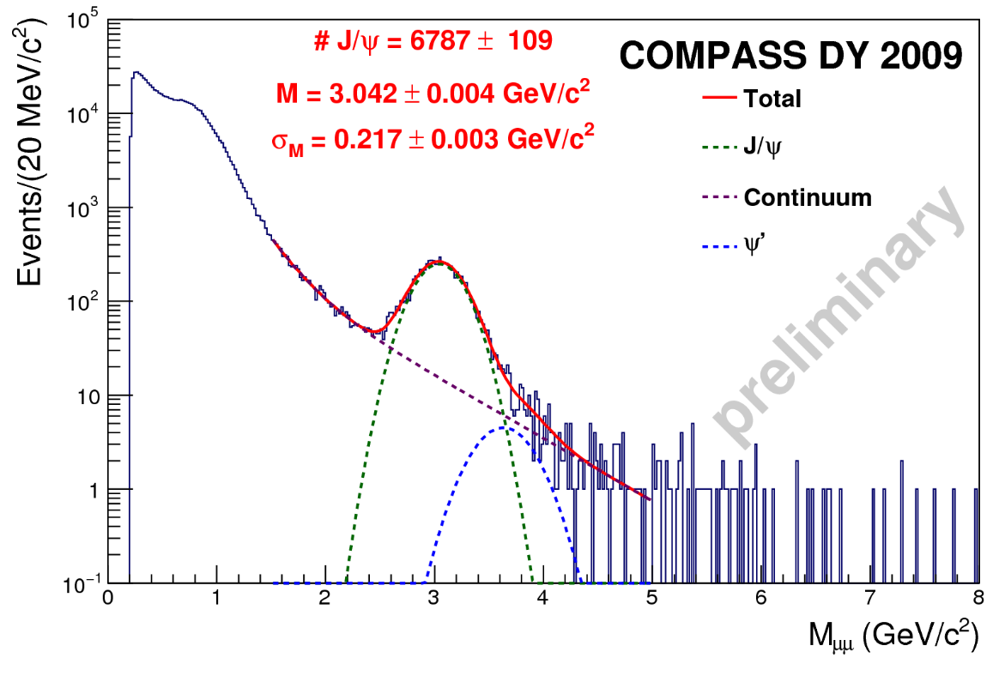 Events/(20 MeV/c²)
10⁵
10⁴
10³
10²
10
1
10⁻¹
# J/ψ = 6787 ± 109
M = 3.042 ± 0.004 GeV/c²
σ_M = 0.217 ± 0.003 GeV/c²
COMPASS DY 2009
Total
J/ψ
Continuum
ψ’
preliminary
0 1 2 3 4 5 6 7 8
M_μμ (GeV/c²)